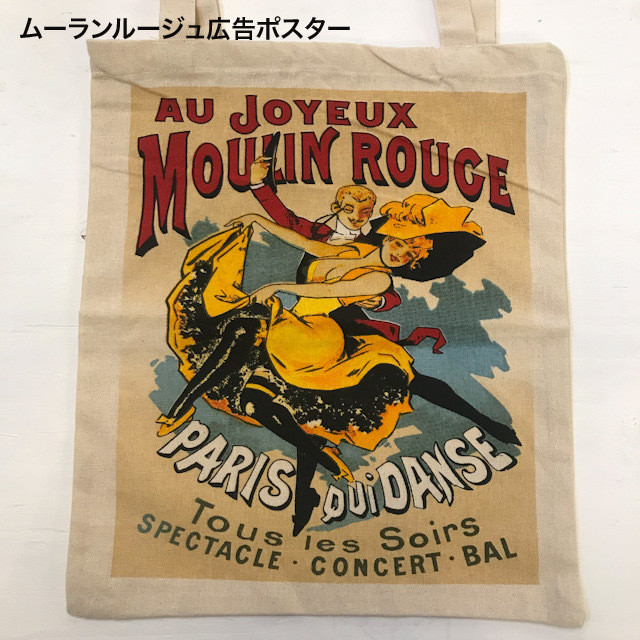 ムーランルージュ広告ポスター
AU JOYEUX
MOULIN ROUGE
PARIS QUI DANSE
Tous les Soirs
SPECTACLE · CONCERT · BAL